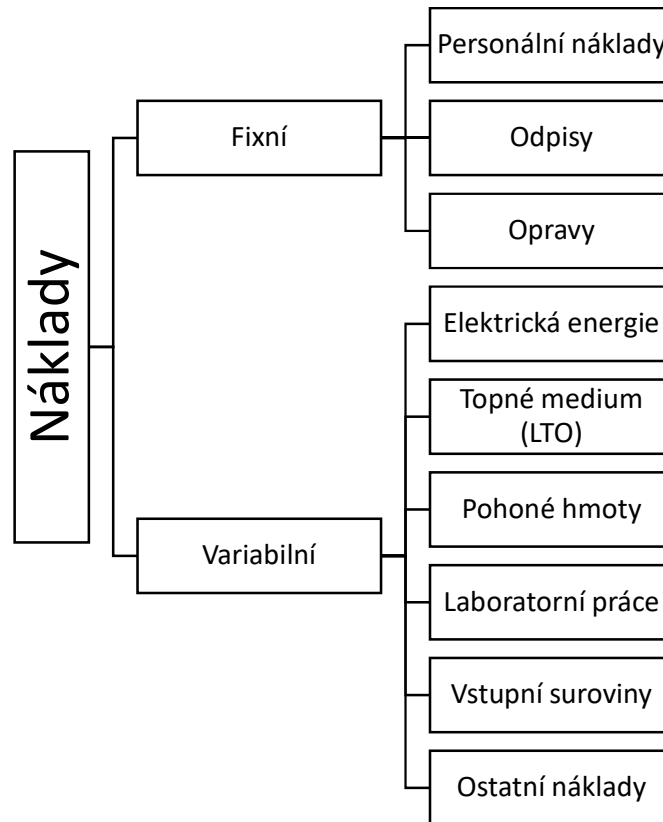 Náklady
Fixní
Personální náklady
Odpisy
Opravy
Variabilní
Elektrická energie
Topné medium
(LTO)
Pohoné hmoty
Laboratorní práce
Vstupní suroviny
Ostatní náklady